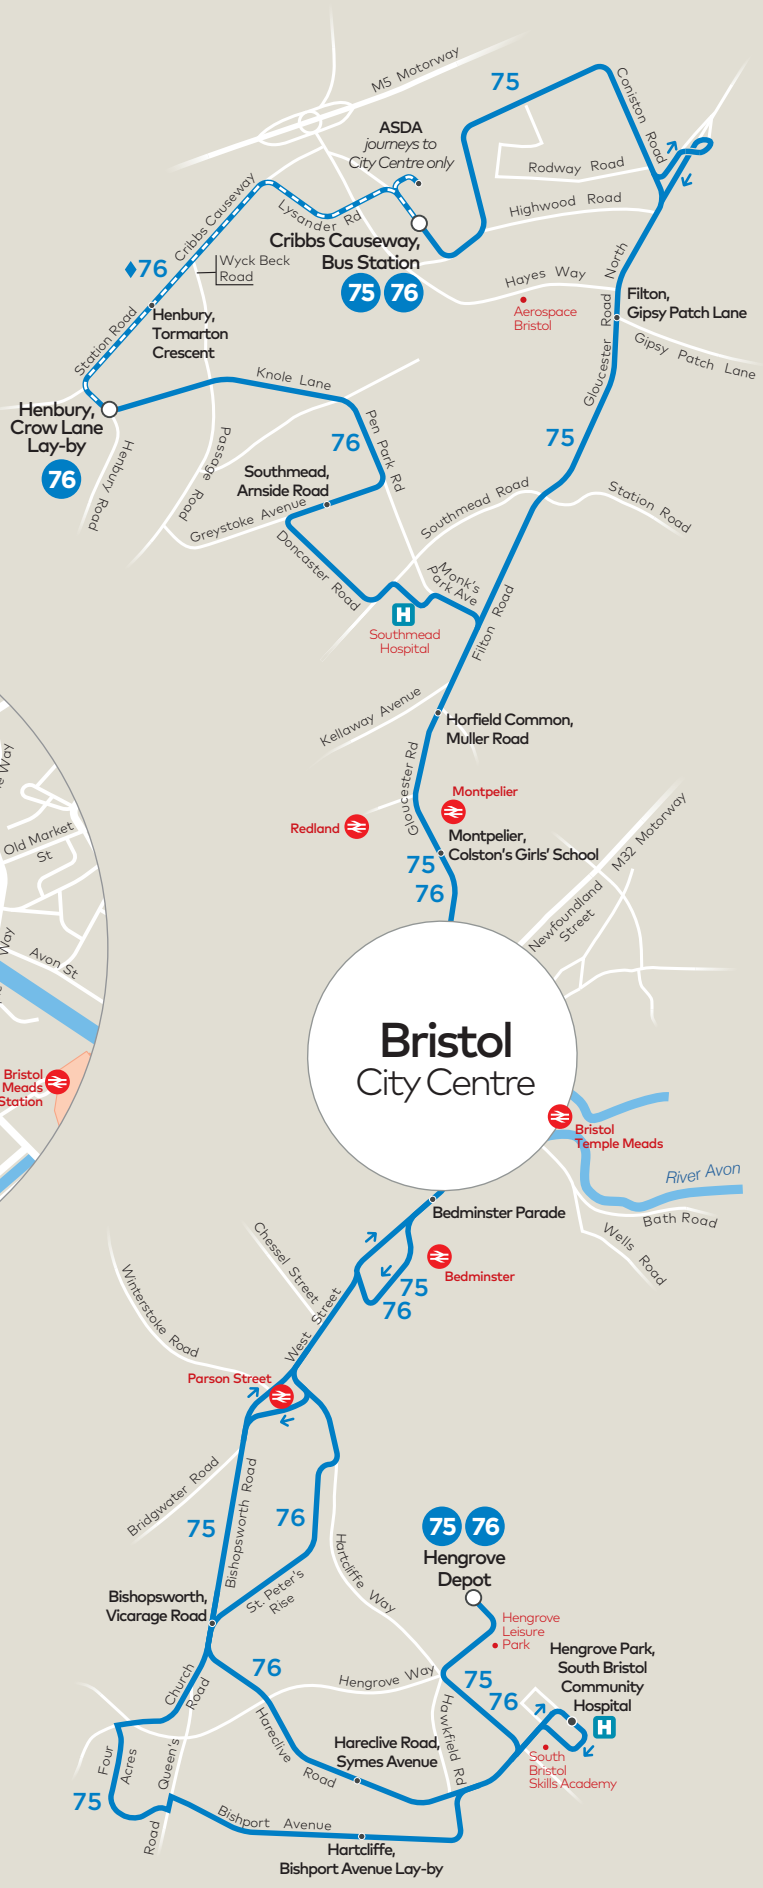 M5 Motorway
75
Coniston Road
ASDA
journeys to
City Centre only
Rodway Road
Highwood Road
Cribbs Causeway
Lysander Rd
Cribbs Causeway,
Bus Station
75 76
♦76
Wyck Beck
Road
Hayes Way
Aerospace
Bristol
Gloucester Road North
Filton,
Gipsy Patch Lane
Gipsy Patch Lane
Station Road
Henbury,
Tormarton
Crescent
Knole Lane
Henbury,
Crow Lane
Lay-by
76
Henbury Road
Passage Road
76
Pen Park Rd
75
Southmead,
Arnside Road
Greystoke Avenue
Southmead Road
Station Road
Doncaster Road
Monk's
Park Ave
H
Southmead
Hospital
Filton Road
Kellaway Avenue
Horfield Common,
Muller Road
Gloucester Rd
Montpelier
Redland
Montpelier,
Colston's Girls' School
75
76
M32 Motorway
Newfoundland
Street
Way
Old Market
St
Way
Avon St
Bristol
Meads
Station
Bristol
City Centre
Bristol
Temple Meads
River Avon
Bath Road
Wells Road
Bedminster Parade
Chessel Street
Bedminster
75
76
Winterstoke Road
West Street
Parson Street
Bridgwater Road
Bishopsworth Road
75
76
Hartcliffe Way
75 76
Hengrove
Depot
St. Peter's
Rise
Bishopsworth,
Vicarage Road
Hengrove
Leisure
Park
Church Road
76
Hengrove Way
75
76
Hengrove Park,
South Bristol
Community
Hospital
H
Hawkfield Rd
Hareclive Road
Hareclive Road,
Symes Avenue
South
Bristol
Skills Academy
Four Acres
Queen's Road
75
Bishport Avenue
Hartcliffe,
Bishport Avenue Lay-by